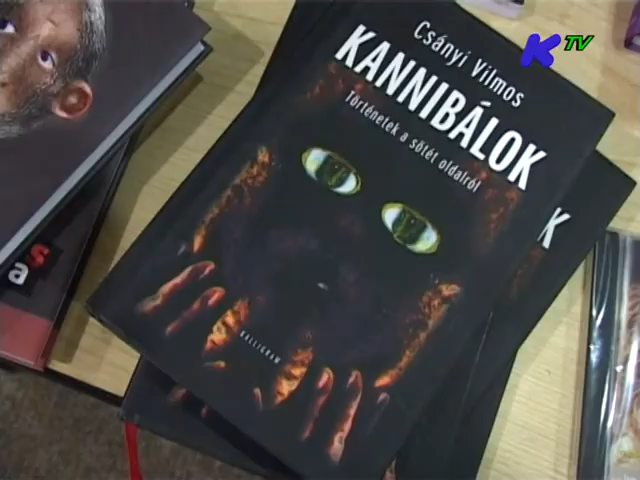 K TV
Csányi Vilmos
KANNIBÁLOK
Történetek a sötét oldalról
KALLIGRAM
K
s
a